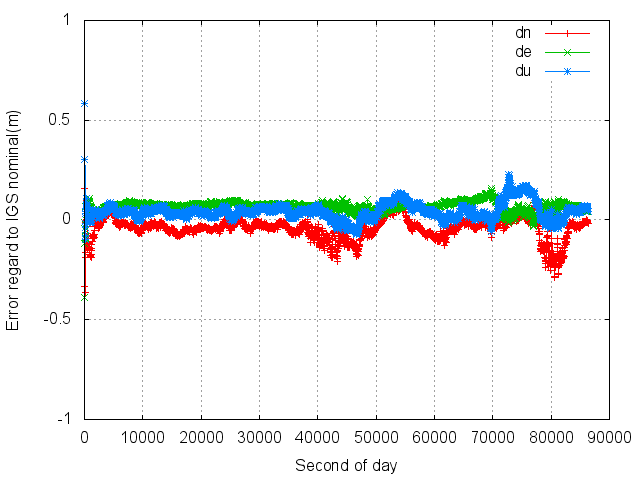 1
0.5
0
-0.5
-1
Error regard to IGS nominal(m)
dn
de
du
0 10000 20000 30000 40000 50000 60000 70000 80000 90000
Second of day